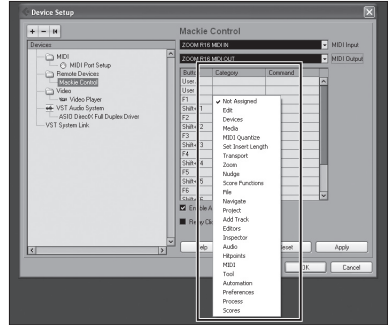 Device Setup
Mackie Control
Devices
MIDI
MIDI Port Setup
Remote Devices
Mackie Control
Video
Video Player
VST Audio System
ASIO DirectX Full Duplex Driver
VST System Link
ZOOM R16 MIDI IN
MIDI Input
ZOOM R16 MIDI OUT
MIDI Output
Category
Command
User
User
F1
Shift+ 1
F2
Shift+ 2
F3
Shift+ 3
F4
Shift+ 4
F5
Shift+ 5
F6
Not Assigned
Edit
Devices
Media
MIDI Quantize
Set Insert Length
Transport
Zoom
Nudge
Score Functions
File
Navigate
Project
Add Track
Editors
Inspector
Audio
Hitpoints
MIDI
Tool
Automation
Preferences
Process
Scores
Apply
Cancel